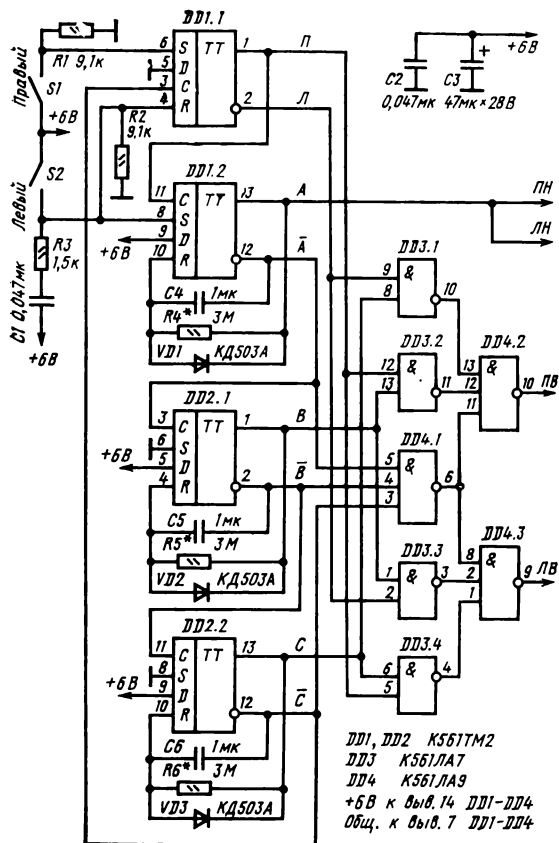 DD1.1
R1 9,1к
6 S TT 1 П
5 D
3 C
4 R 2 Л
Правый
S1
+6В
R2
9,1к
S2
Левый
R3
1,5к
C1 0,047мк
+6В
C2
0,047мк
+
C3
47мк×28В
+6В
DD1.2
11 C TT 13 A
8 S
9 D
10 R 12 A̅
+6В
C4 1мк
R4* 3М
VD1 КД503А
ПН
ЛН
DD2.1
3 C TT 1 B
6 S
5 D
4 R 2 B̅
+6В
C5 1мк
R5* 3М
VD2 КД503А
DD2.2
11 C TT 13 C
8 S
9 D
10 R 12 C̅
+6В
C6 1мк
R6* 3М
VD3 КД503А
DD3.1
9 & 10
8
DD3.2
12 & 11
13
DD4.1
5 & 6
4
3
DD3.3
1 & 3
2
DD3.4
6 & 4
5
DD4.2
13 & 10 ПВ
12
11
DD4.3
8 & 9 ЛВ
2
1
DD1, DD2 К561ТМ2
DD3 К561ЛА7
DD4 К561ЛА9
+6В к выв. 14 DD1-DD4
Общ. к выв. 7 DD1-DD4